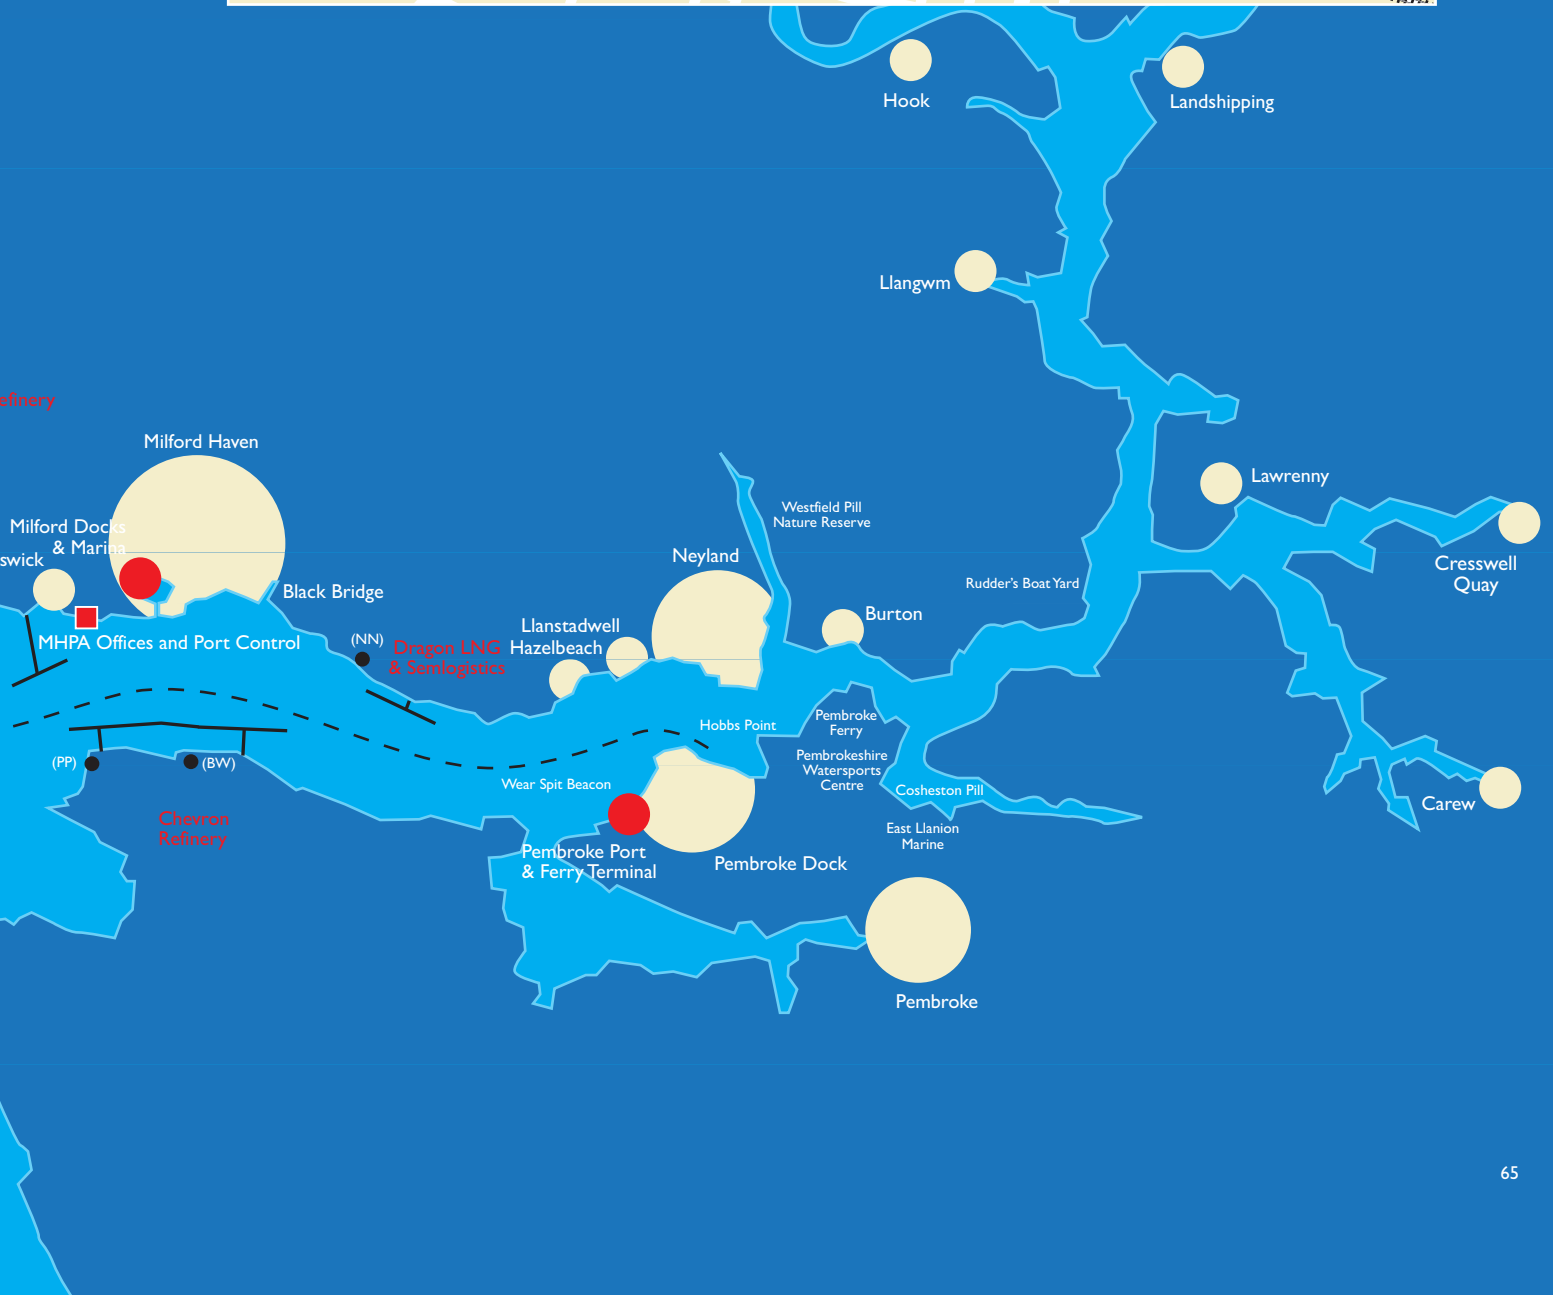 Hook
Landshipping
Llangwm
efinery
Milford Haven
Lawrenny
Westfield Pill
Nature Reserve
Milford Docks
& Marina
swick
Neyland
Cresswell
Quay
Black Bridge
Rudder's Boat Yard
Burton
Llanstadwell
Hazelbeach
MHPA Offices and Port Control
(NN)
Dragon LNG
& Semlogistics
Hobbs Point
Pembroke
Ferry
(PP)
(BW)
Pembrokeshire
Watersports
Centre
Wear Spit Beacon
Cosheston Pill
Carew
Chevron
Refinery
East Llanion
Marine
Pembroke Port
& Ferry Terminal
Pembroke Dock
Pembroke
65